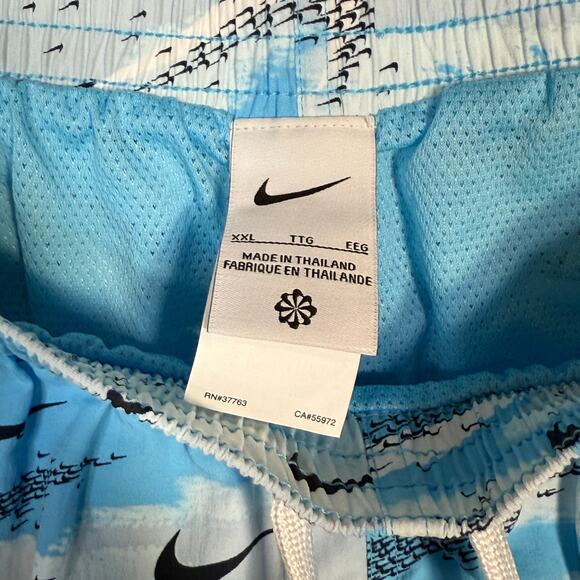 XXL TTG EEG
MADE IN THAILAND
FABRIQUE EN THAILANDE
RN#37763 CA#55972